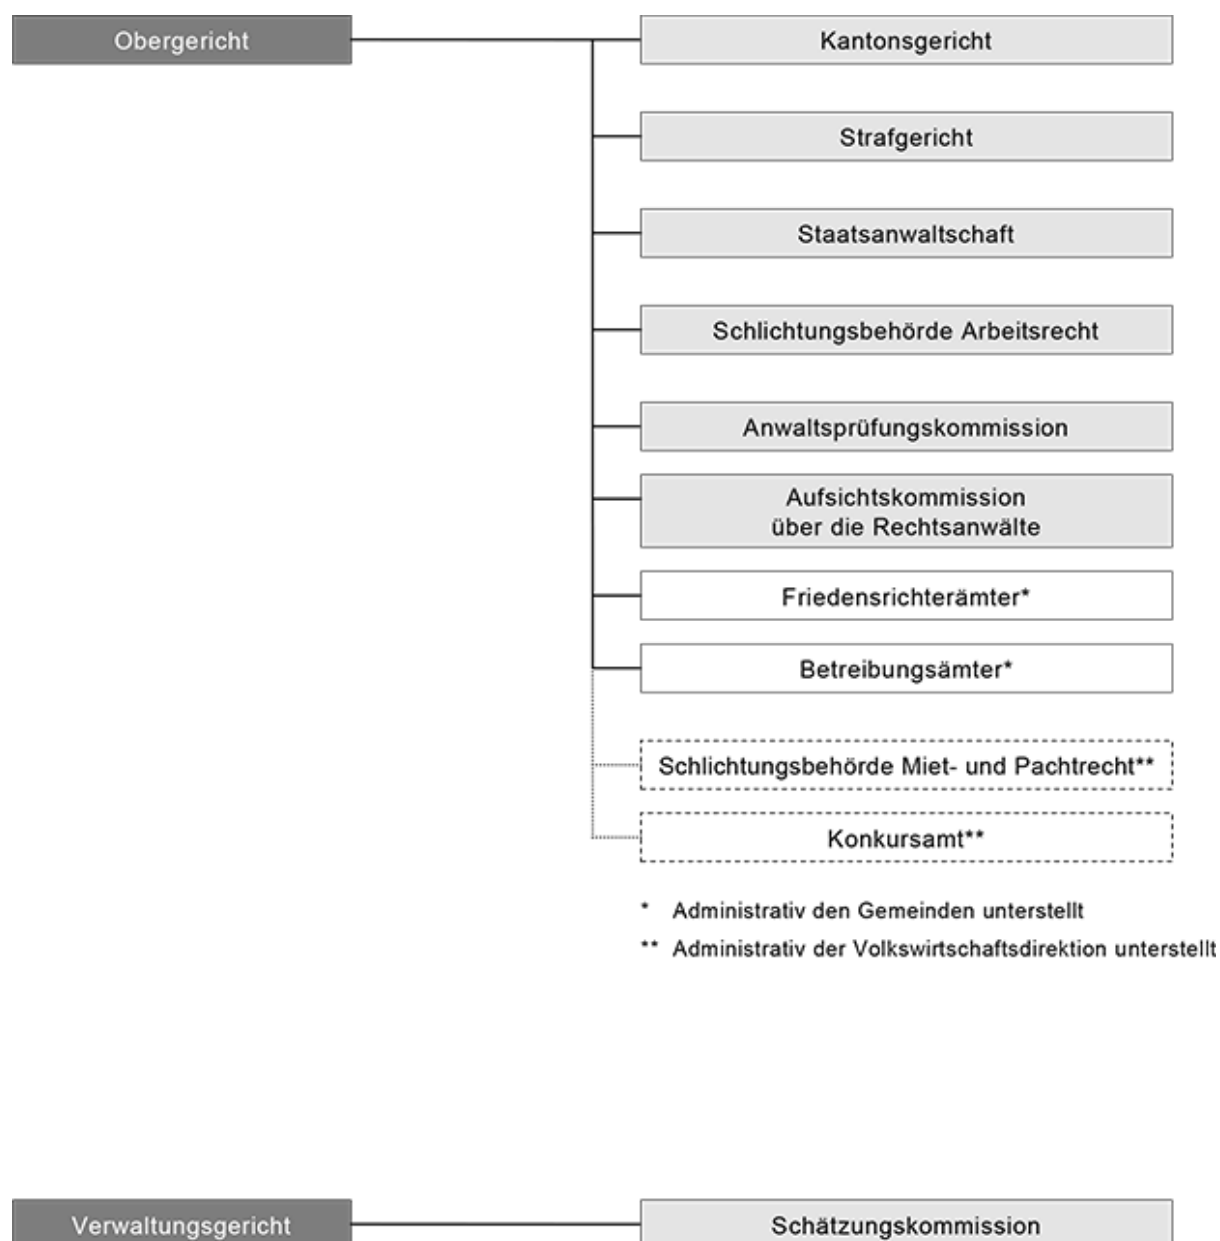 Obergericht
Kantonsgericht
Strafgericht
Staatsanwaltschaft
Schlichtungsbehörde Arbeitsrecht
Anwaltsprüfungskommission
Aufsichtskommission
über die Rechtsanwälte
Friedensrichterämter*
Betreibungsämter*
Schlichtungsbehörde Miet- und Pachtrecht**
Konkursamt**
* Administrativ den Gemeinden unterstellt
** Administrativ der Volkswirtschaftsdirektion unterstellt
Verwaltungsgericht
Schätzungskommission